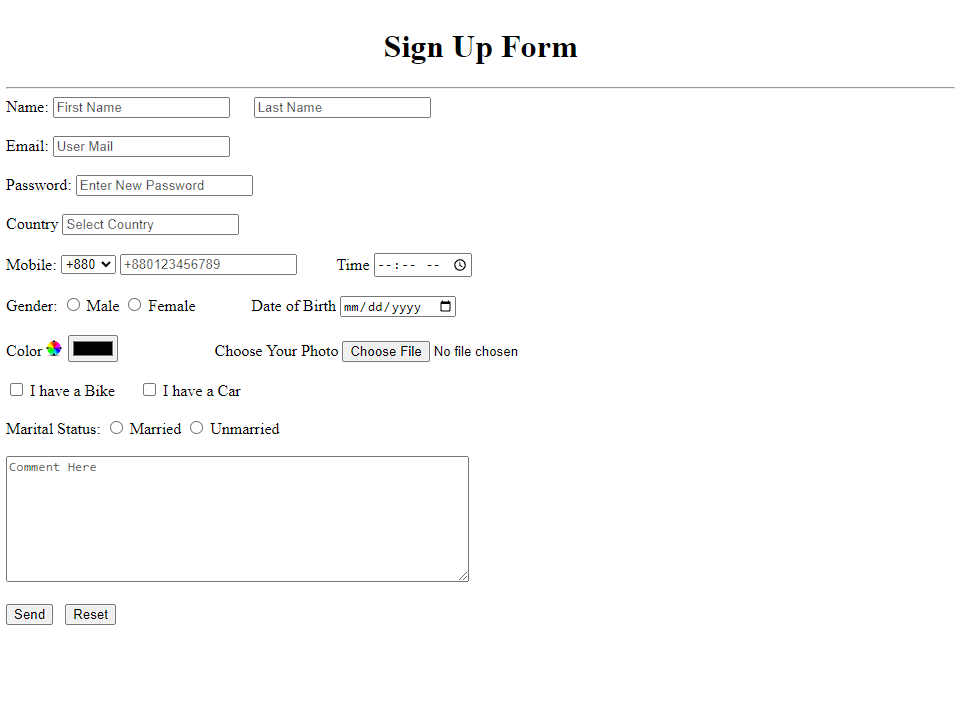 Sign Up Form
Name: First Name Last Name
Email: User Mail
Password: Enter New Password
Country Select Country
Mobile: +880 +880123456789 Time --:-- --
Gender: Male Female Date of Birth mm/dd/yyyy
Color Choose Your Photo Choose File No file chosen
I have a Bike I have a Car
Marital Status: Married Unmarried
Comment Here
Send Reset